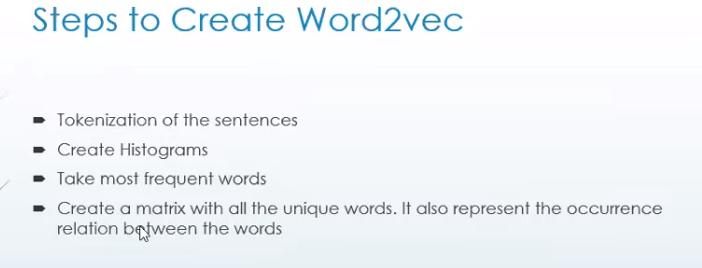 Steps to Create Word2vec
Tokenization of the sentences
Create Histograms
Take most frequent words
Create a matrix with all the unique words. It also represent the occurrence
relation between the words